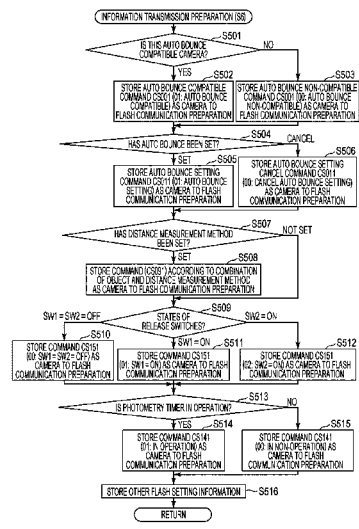 INFORMATION TRANSMISSION PREPARATION (S6)
S501
IS THIS AUTO BOUNCE
COMPATIBLE CAMERA?
NO
YES
S502
S503
STORE AUTO BOUNCE COMPATIBLE
COMMAND CS001 (01: AUTO BOUNCE
COMPATIBLE) AS CAMERA TO
FLASH COMMUNICATION PREPARATION
STORE AUTO BOUNCE NON-COMPATIBLE
COMMAND CS001 (00: AUTO BOUNCE
NON-COMPATIBLE) AS CAMERA TO
FLASH COMMUNICATION PREPARATION
S504
HAS AUTO BOUNCE BEEN SET?
CANCEL
SET
S505
S506
STORE AUTO BOUNCE SETTING
COMMAND CS011 (01: AUTO BOUNCE
SETTING) AS CAMERA TO FLASH
COMMUNICATION PREPARATION
STORE AUTO BOUNCE SETTING
CANCEL COMMAND CS011
(00: CANCEL AUTO BOUNCE SETTING)
AS CAMERA TO FLASH
COMMUNICATION PREPARATION
S507
HAS DISTANCE MEASUREMENT METHOD
BEEN SET?
NOT SET
SET
S508
STORE COMMAND (CS091) ACCORDING TO COMBINATION
OF OBJECT AND DISTANCE MEASUREMENT METHOD
AS CAMERA TO FLASH COMMUNICATION PREPARATION
S509
STATES OF
RELEASE SWITCHES?
SW1 = SW2 = OFF
SW2 = ON
S510
SW1 = ON
S511
S512
STORE COMMAND CS151
(00: SW1 = SW2 = OFF) AS
CAMERA TO FLASH
COMMUNICATION PREPARATION
STORE COMMAND CS151
(01: SW1 = ON) AS CAMERA TO
FLASH COMMUNICATION
PREPARATION
STORE COMMAND CS151
(02: SW2 = ON) AS CAMERA TO
FLASH COMMUNICATION
PREPARATION
S513
IS PHOTOMETRY TIMER IN OPERATION?
NO
YES
S514
S515
STORE COMMAND CS141
(01: IN OPERATION) AS
CAMERA TO FLASH
COMMUNICATION PREPARATION
STORE COMMAND CS141
(00: IN NON-OPERATION) AS
CAMERA TO FLASH
COMMUNICATION PREPARATION
STORE OTHER FLASH SETTING INFORMATION
S516
RETURN